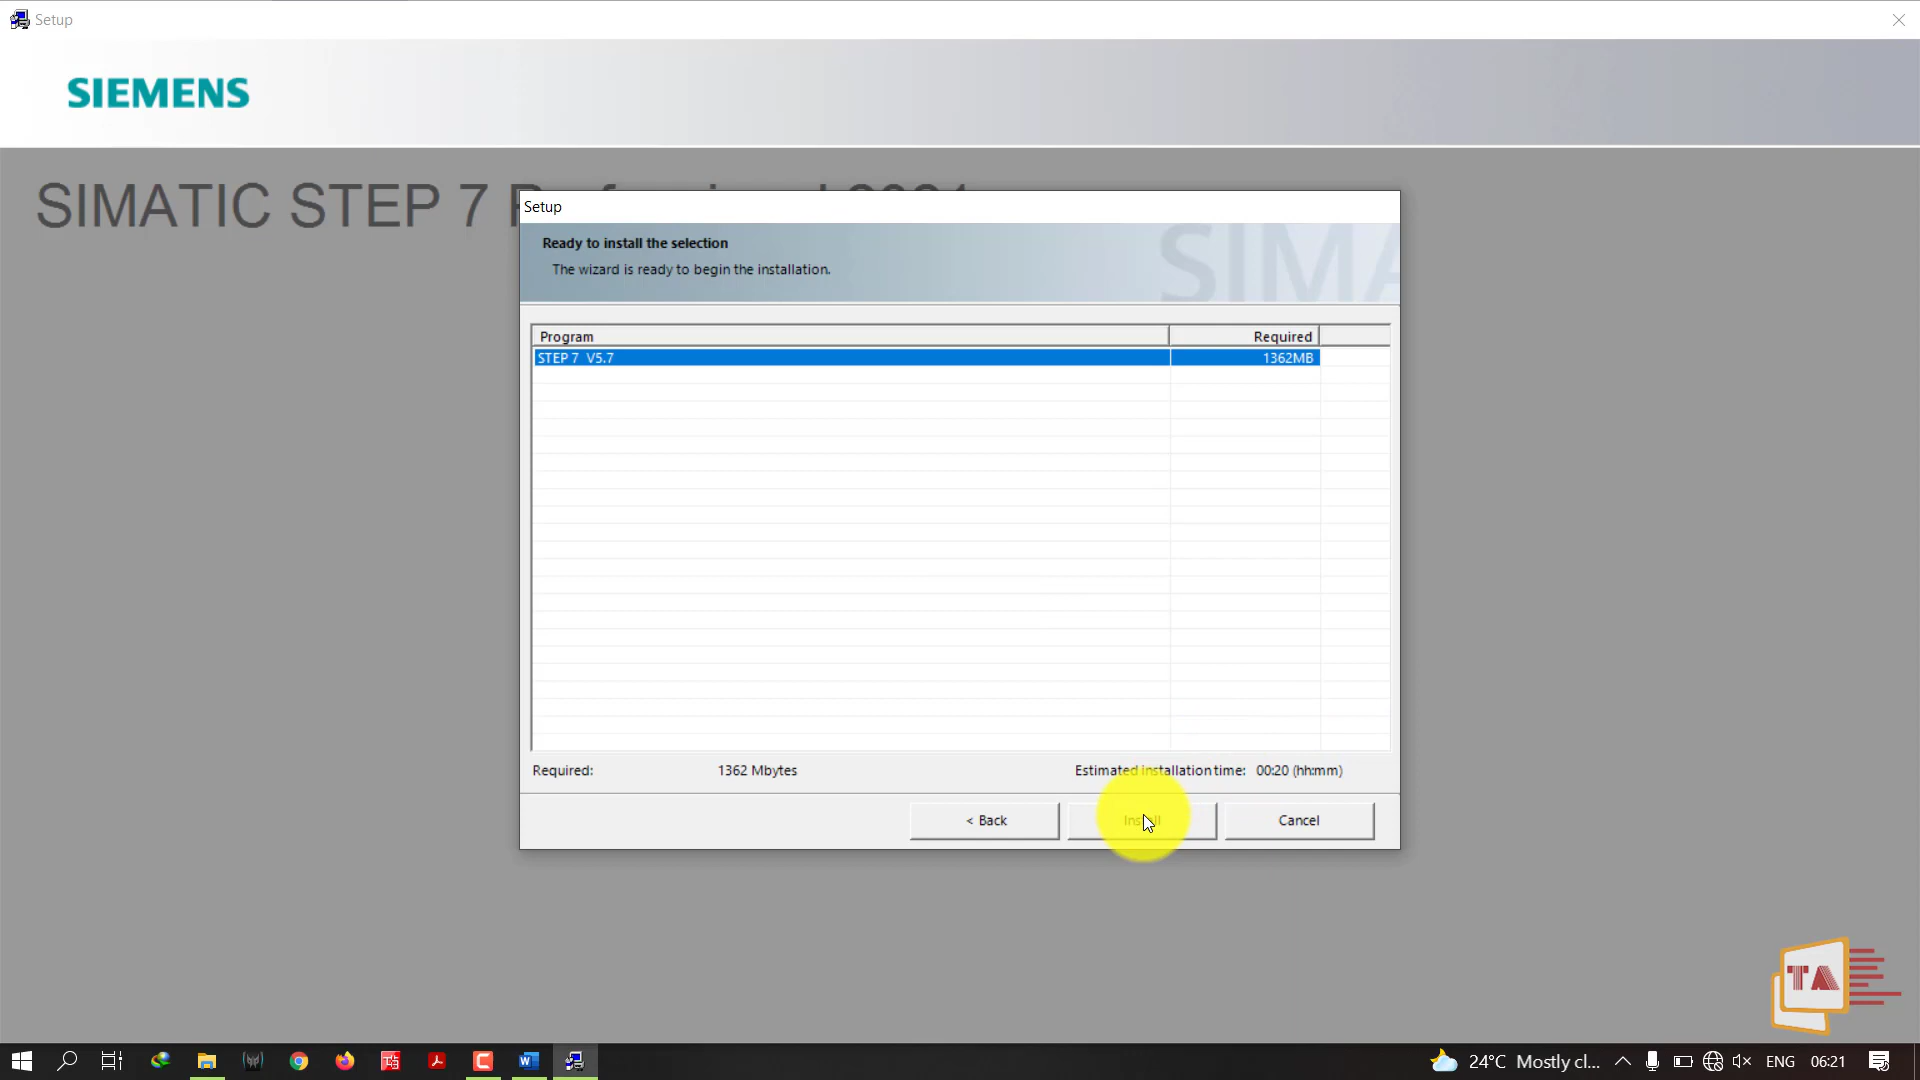 Setup
SIEMENS
SIMATIC STEP 7
Setup
Ready to install the selection
The wizard is ready to begin the installation.
SIMA
Program Required
STEP 7 V5.7 1362MB
Required: 1362 Mbytes Estimated installation time: 00:20 (hh:mm)
< Back Install Cancel
TA
24°C Mostly cl... ENG 06:21